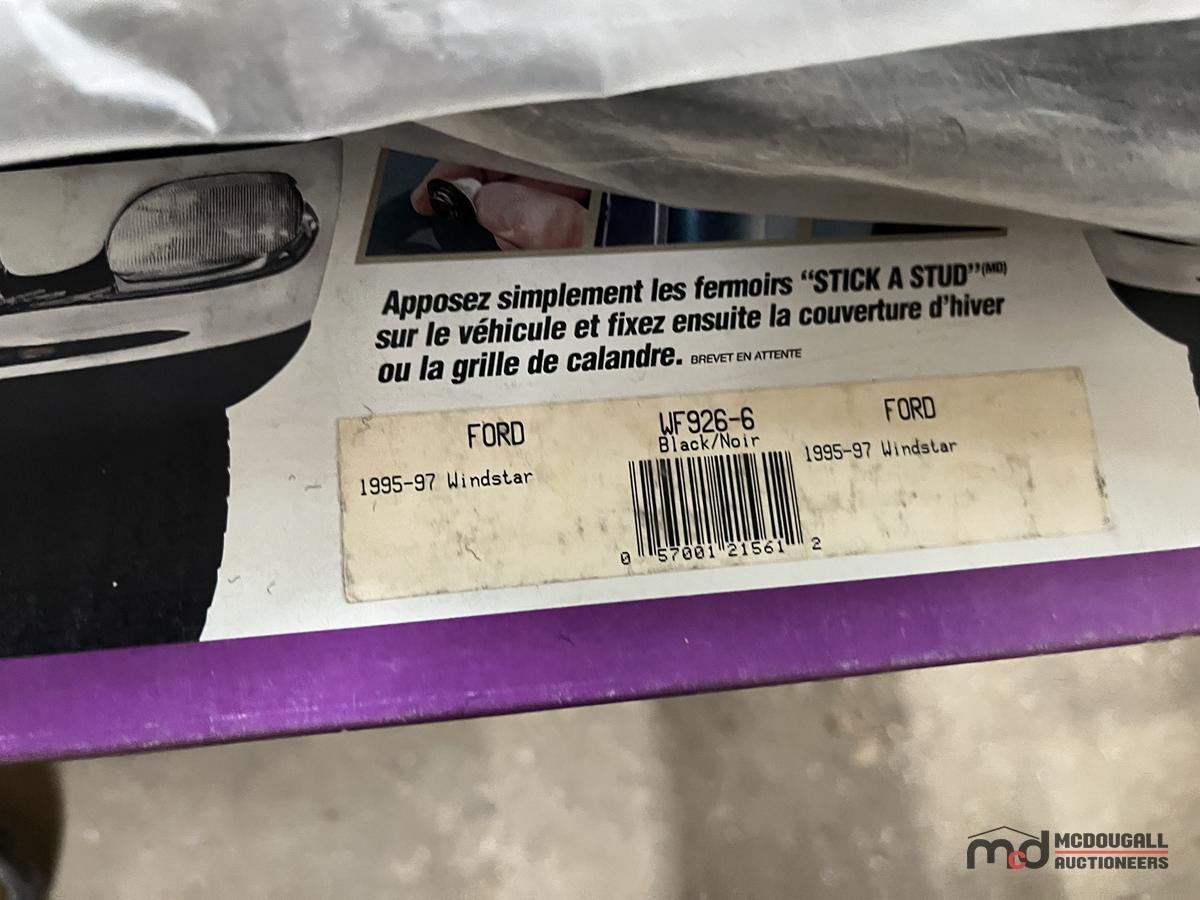 Apposez simplement les fermoirs “STICK A STUD”(MD)
sur le véhicule et fixez ensuite la couverture d’hiver
ou la grille de calandre. BREVET EN ATTENTE
FORD
1995-97 Windstar
WF926-6
Black/Noir
0 57001 21561 2
FORD
1995-97 Windstar
mcd MCDOUGALL
AUCTIONEERS